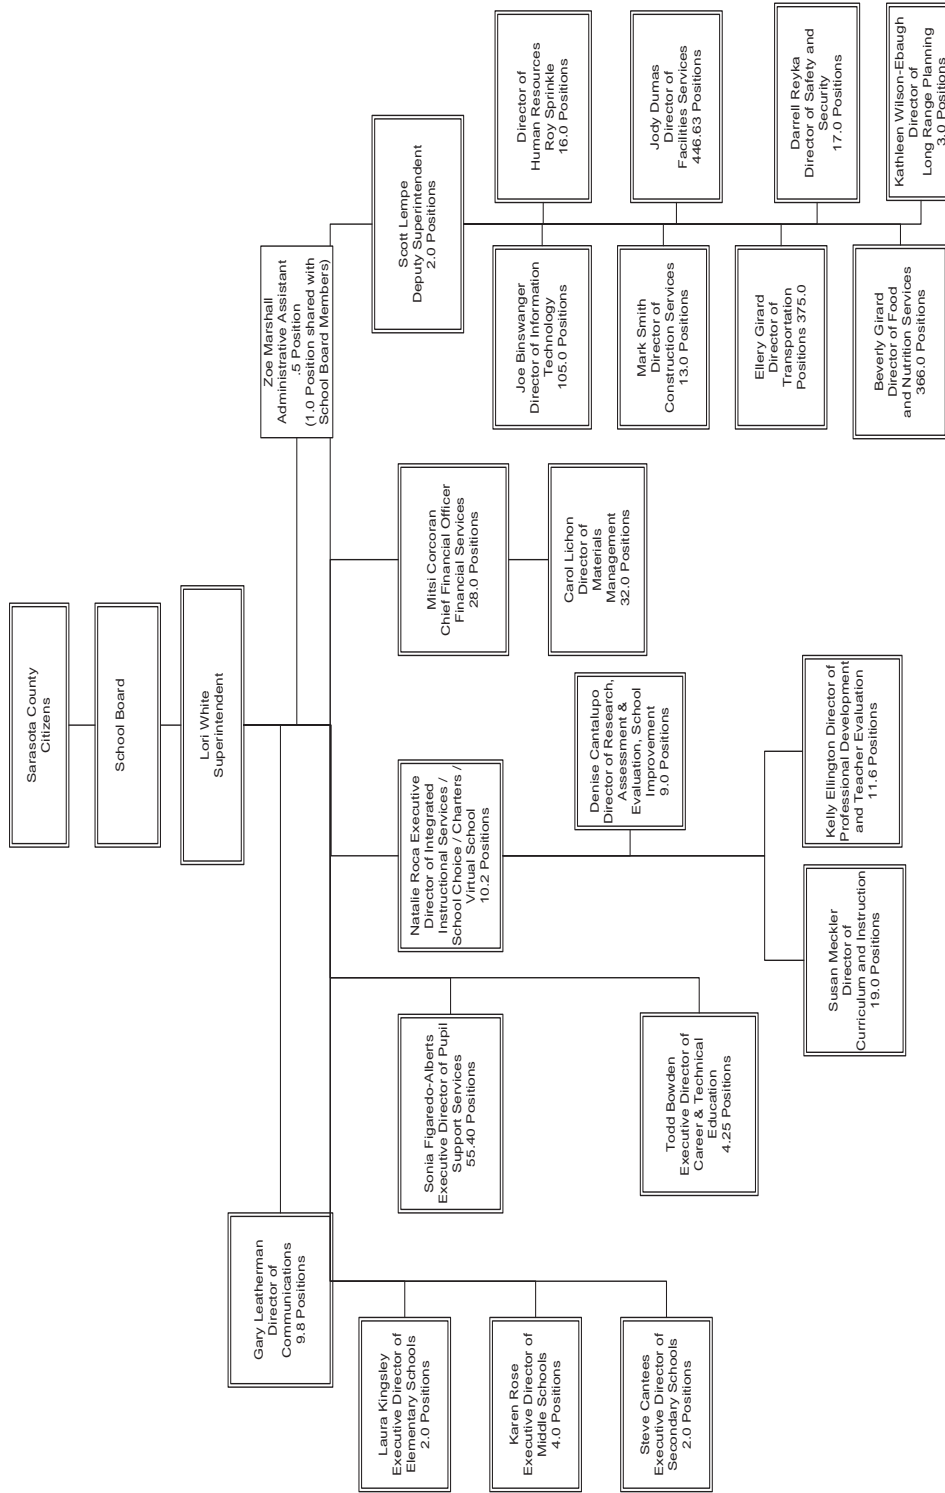 Sarasota County
Citizens
School Board
Lori White
Superintendent
Zoe Marshall
Administrative Assistant
.5 Position
(1.0 Position shared with
School Board Members)
Gary Leatherman
Director of
Communications
9.8 Positions
Laura Kingsley
Executive Director of
Elementary Schools
2.0 Positions
Karen Rose
Executive Director of
Middle Schools
4.0 Positions
Steve Cantees
Executive Director of
Secondary Schools
2.0 Positions
Sonia Figaredo-Alberts
Executive Director of Pupil
Support Services
55.40 Positions
Todd Bowden
Executive Director of
Career & Technical
Education
4.25 Positions
Natalie Roca Executive
Director of Integrated
Instructional Services /
School Choice / Charters /
Virtual School
10.2 Positions
Denise Cantalupo
Director of Research,
Assessment &
Evaluation, School
Improvement
9.0 Positions
Susan Meckler
Director of
Curriculum and Instruction
19.0 Positions
Kelly Ellington Director of
Professional Development
and Teacher Evaluation
11.6 Positions
Mitsi Corcoran
Chief Financial Officer
Financial Services
28.0 Positions
Carol Lichon
Director of
Materials
Management
32.0 Positions
Scott Lempe
Deputy Superintendent
2.0 Positions
Joe Binswanger
Director of Information
Technology
105.0 Positions
Director of
Human Resources
Roy Sprinkle
16.0 Positions
Mark Smith
Director of
Construction Services
13.0 Positions
Jody Dumas
Director of
Facilities Services
446.63 Positions
Ellery Girard
Director of
Transportation
Positions 375.0
Darrell Reyka
Director of Safety and
Security
17.0 Positions
Beverly Girard
Director of Food
and Nutrition Services
366.0 Positions
Kathleen Wilson-Ebaugh
Director of
Long Range Planning
3.0 Positions